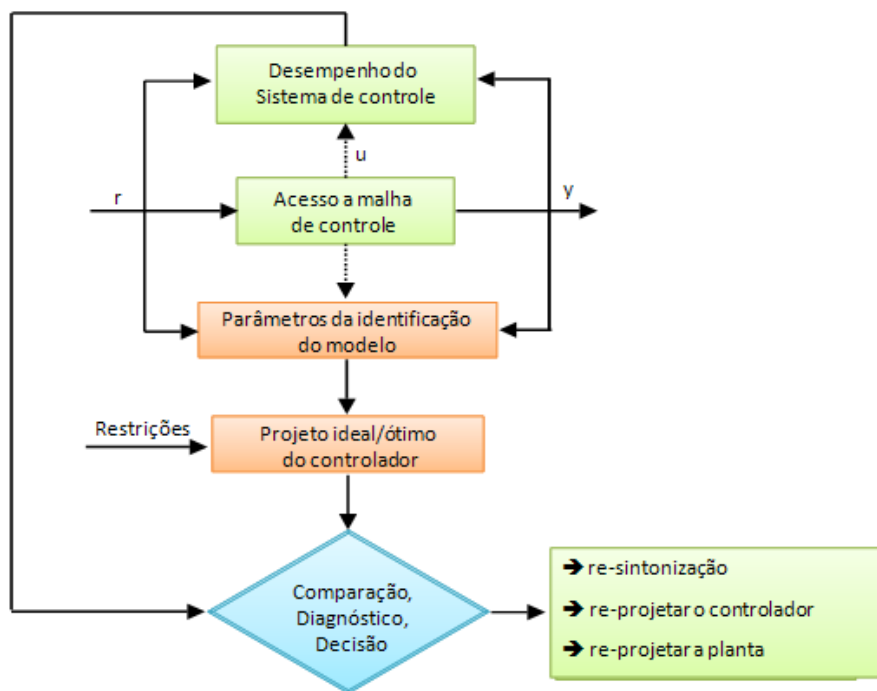 Desempenho do
Sistema de controle
u
r
Acesso a malha
de controle
y
Parâmetros da identificação
do modelo
Restrições
Projeto ideal/ótimo
do controlador
Comparação,
Diagnóstico,
Decisão
➔ re-sintonização
➔ re-projetar o controlador
➔ re-projetar a planta